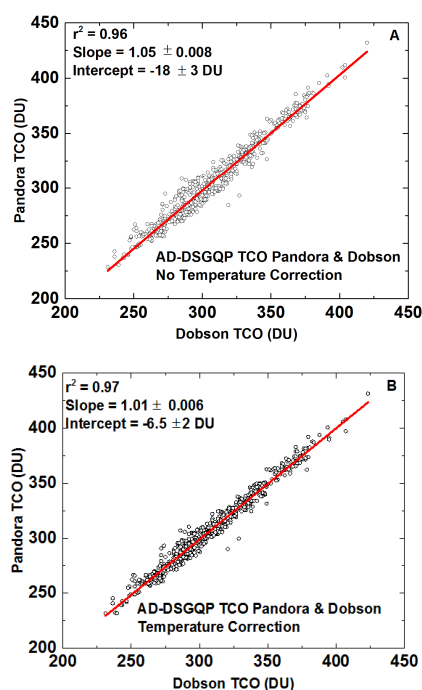 A
r² = 0.96
Slope = 1.05 ± 0.008
Intercept = -18 ± 3 DU
450
400
350
300
250
200
Pandora TCO (DU)
AD-DSGQP TCO Pandora & Dobson
No Temperature Correction
200 250 300 350 400 450
Dobson TCO (DU)
B
r² = 0.97
Slope = 1.01 ± 0.006
Intercept = -6.5 ±2 DU
450
400
350
300
250
200
Pandora TCO (DU)
AD-DSGQP TCO Pandora & Dobson
Temperature Correction
200 250 300 350 400 450
Dobson TCO (DU)